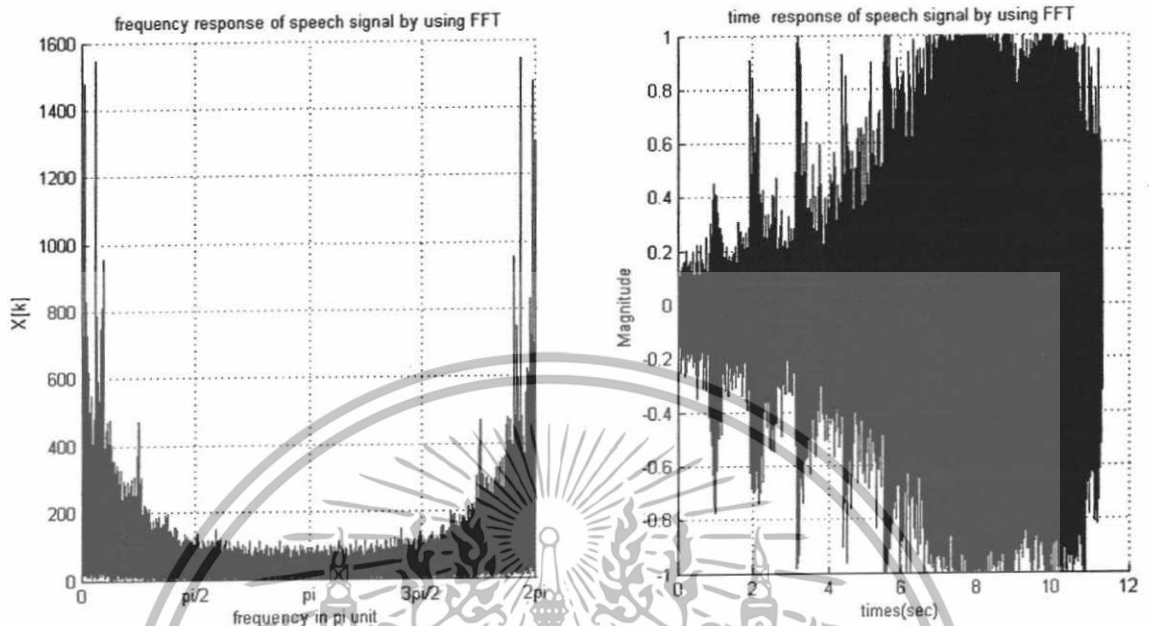 frequency response of speech signal by using FFT
1600
1400
1200
1000
800
600
400
200
0
X[k]
0 pi/2 pi 3pi/2 2pi
frequency in pi unit
time response of speech signal by using FFT
1
0.8
0.6
0.4
0.2
0
-0.2
-0.4
-0.6
-0.8
-1
Magnitude
0 2 4 6 8 10 12
times(sec)